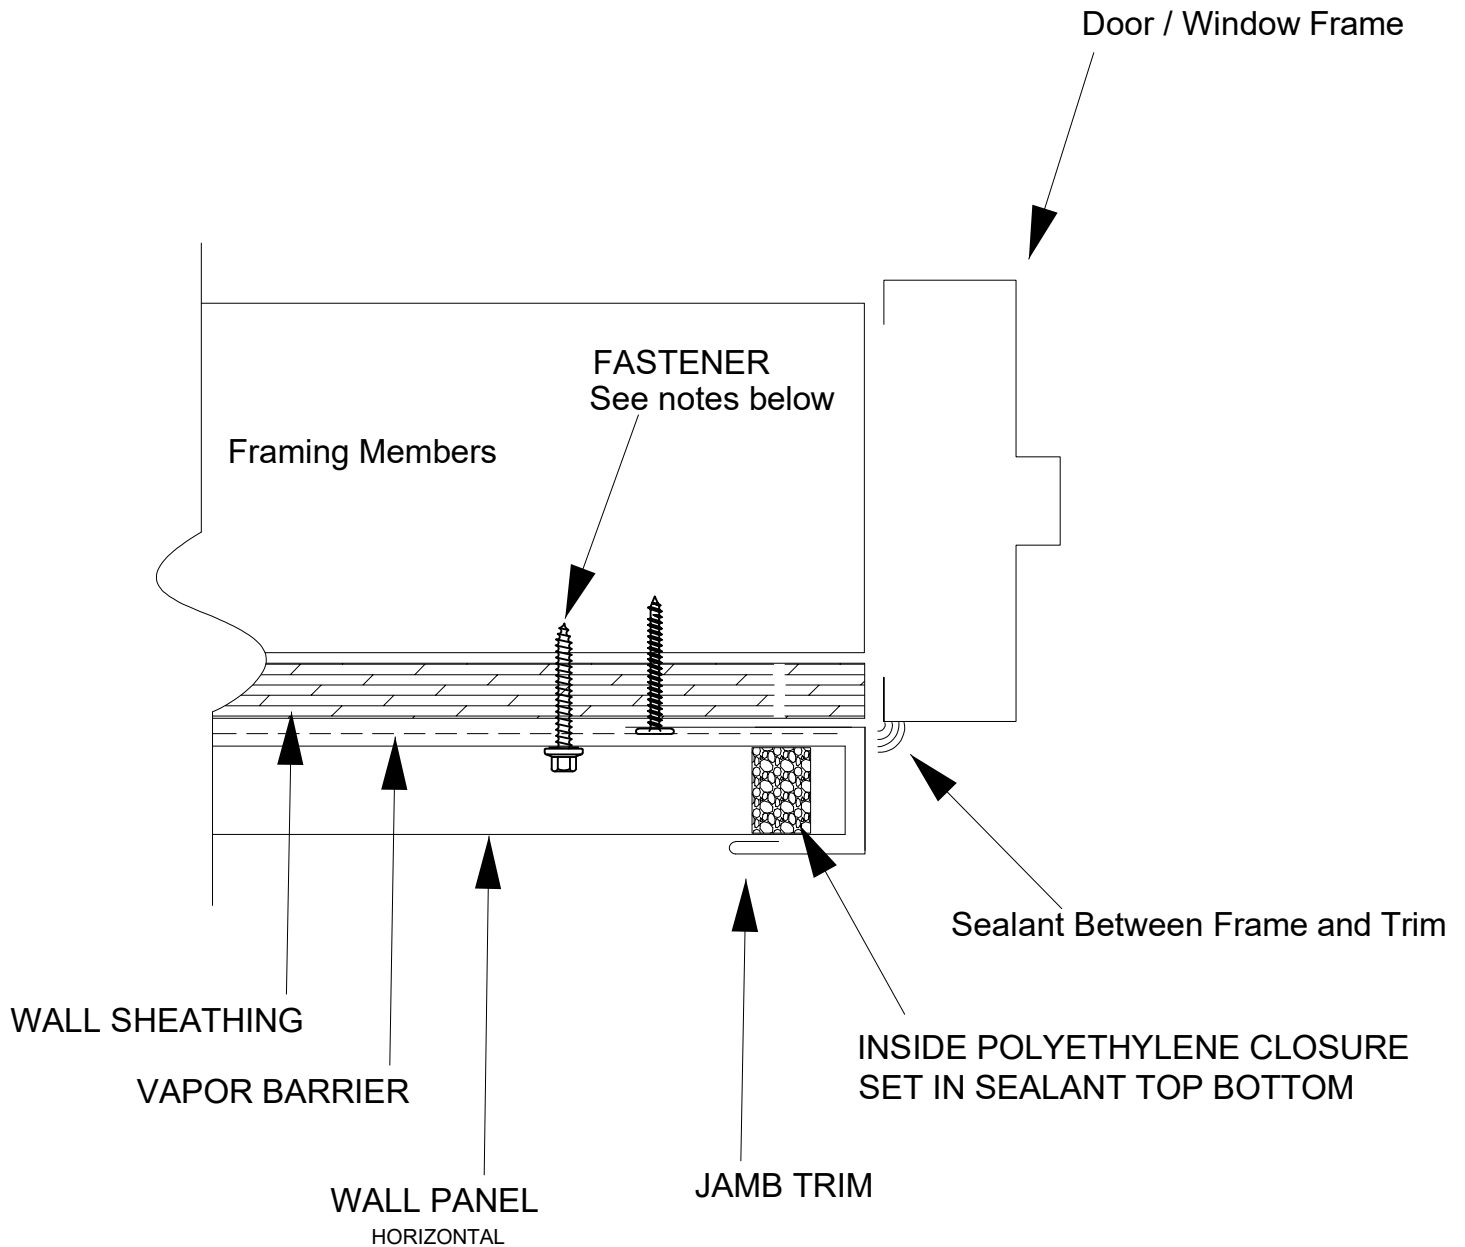 Door / Window Frame
FASTENER
See notes below
Framing Members
Sealant Between Frame and Trim
WALL SHEATHING
INSIDE POLYETHYLENE CLOSURE
SET IN SEALANT TOP BOTTOM
VAPOR BARRIER
JAMB TRIM
WALL PANEL
HORIZONTAL